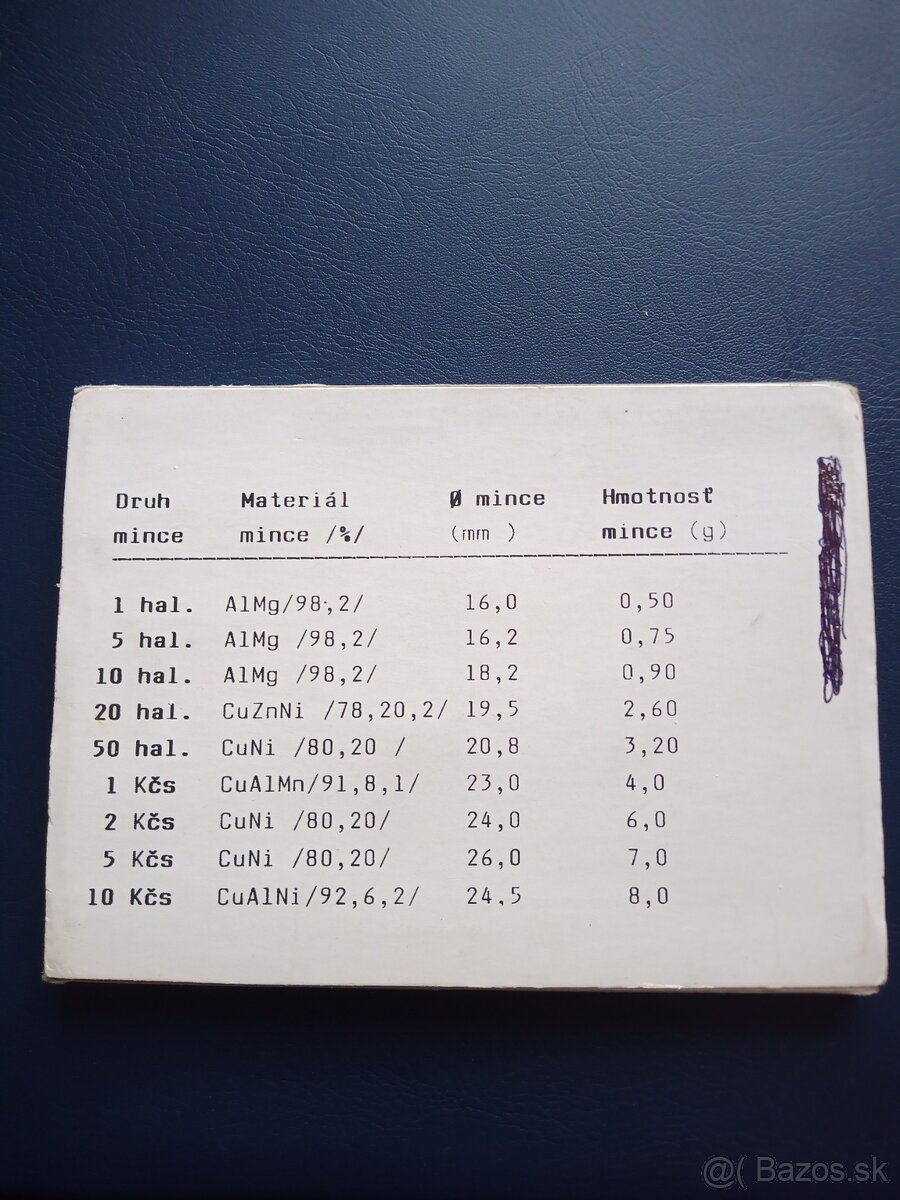 Druh Materiál Ø mince Hmotnosť
mince mince /%/ (mm ) mince (g)
1 hal. AlMg/98,2/ 16,0 0,50
5 hal. AlMg /98,2/ 16,2 0,75
10 hal. AlMg /98,2/ 18,2 0,90
20 hal. CuZnNi /78,20,2/ 19,5 2,60
50 hal. CuNi /80,20 / 20,8 3,20
1 Kčs CuAlMn/91,8,1/ 23,0 4,0
2 Kčs CuNi /80,20/ 24,0 6,0
5 Kčs CuNi /80,20/ 26,0 7,0
10 Kčs CuAlNi/92,6,2/ 24,5 8,0
@( Bazos.sk